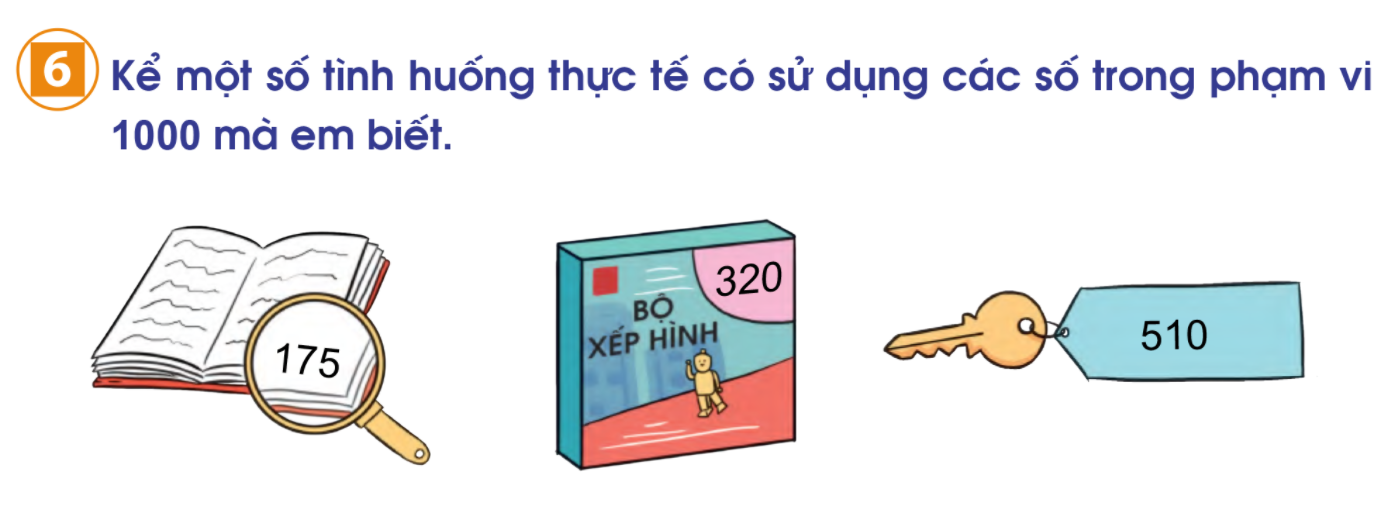 6
Kể một số tình huống thực tế có sử dụng các số trong phạm vi
1000 mà em biết.
175
320
BỘ
XẾP HÌNH
510